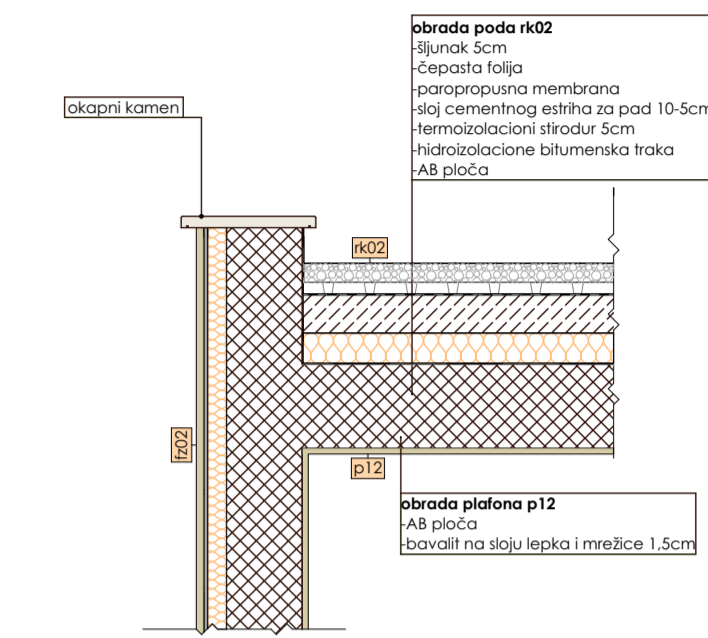 obrada poda rk02
-šljunak 5cm
-čepasta folija
-paropropusna membrana
-sloj cementnog estriha za pad 10-5cm
-termoizolacioni stirodur 5cm
-hidroizolacione bitumenska traka
-AB ploča
okapni kamen
rk02
fz02
p12
obrada plafona p12
-AB ploča
-bavalit na sloju lepka i mrežice 1,5cm